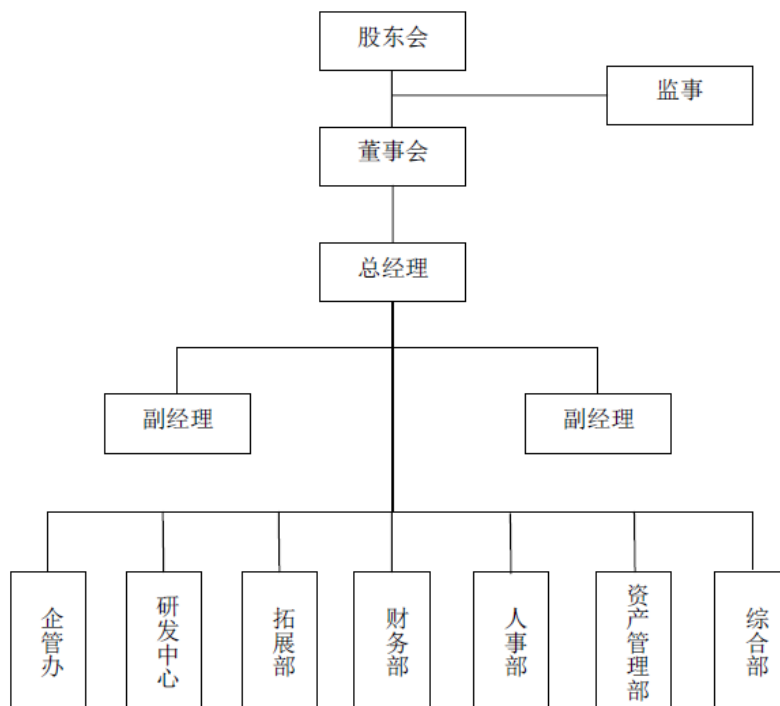 股东会
监事
董事会
总经理
副经理
副经理
企管办
研发中心
拓展部
财务部
人事部
资产管理部
综合部